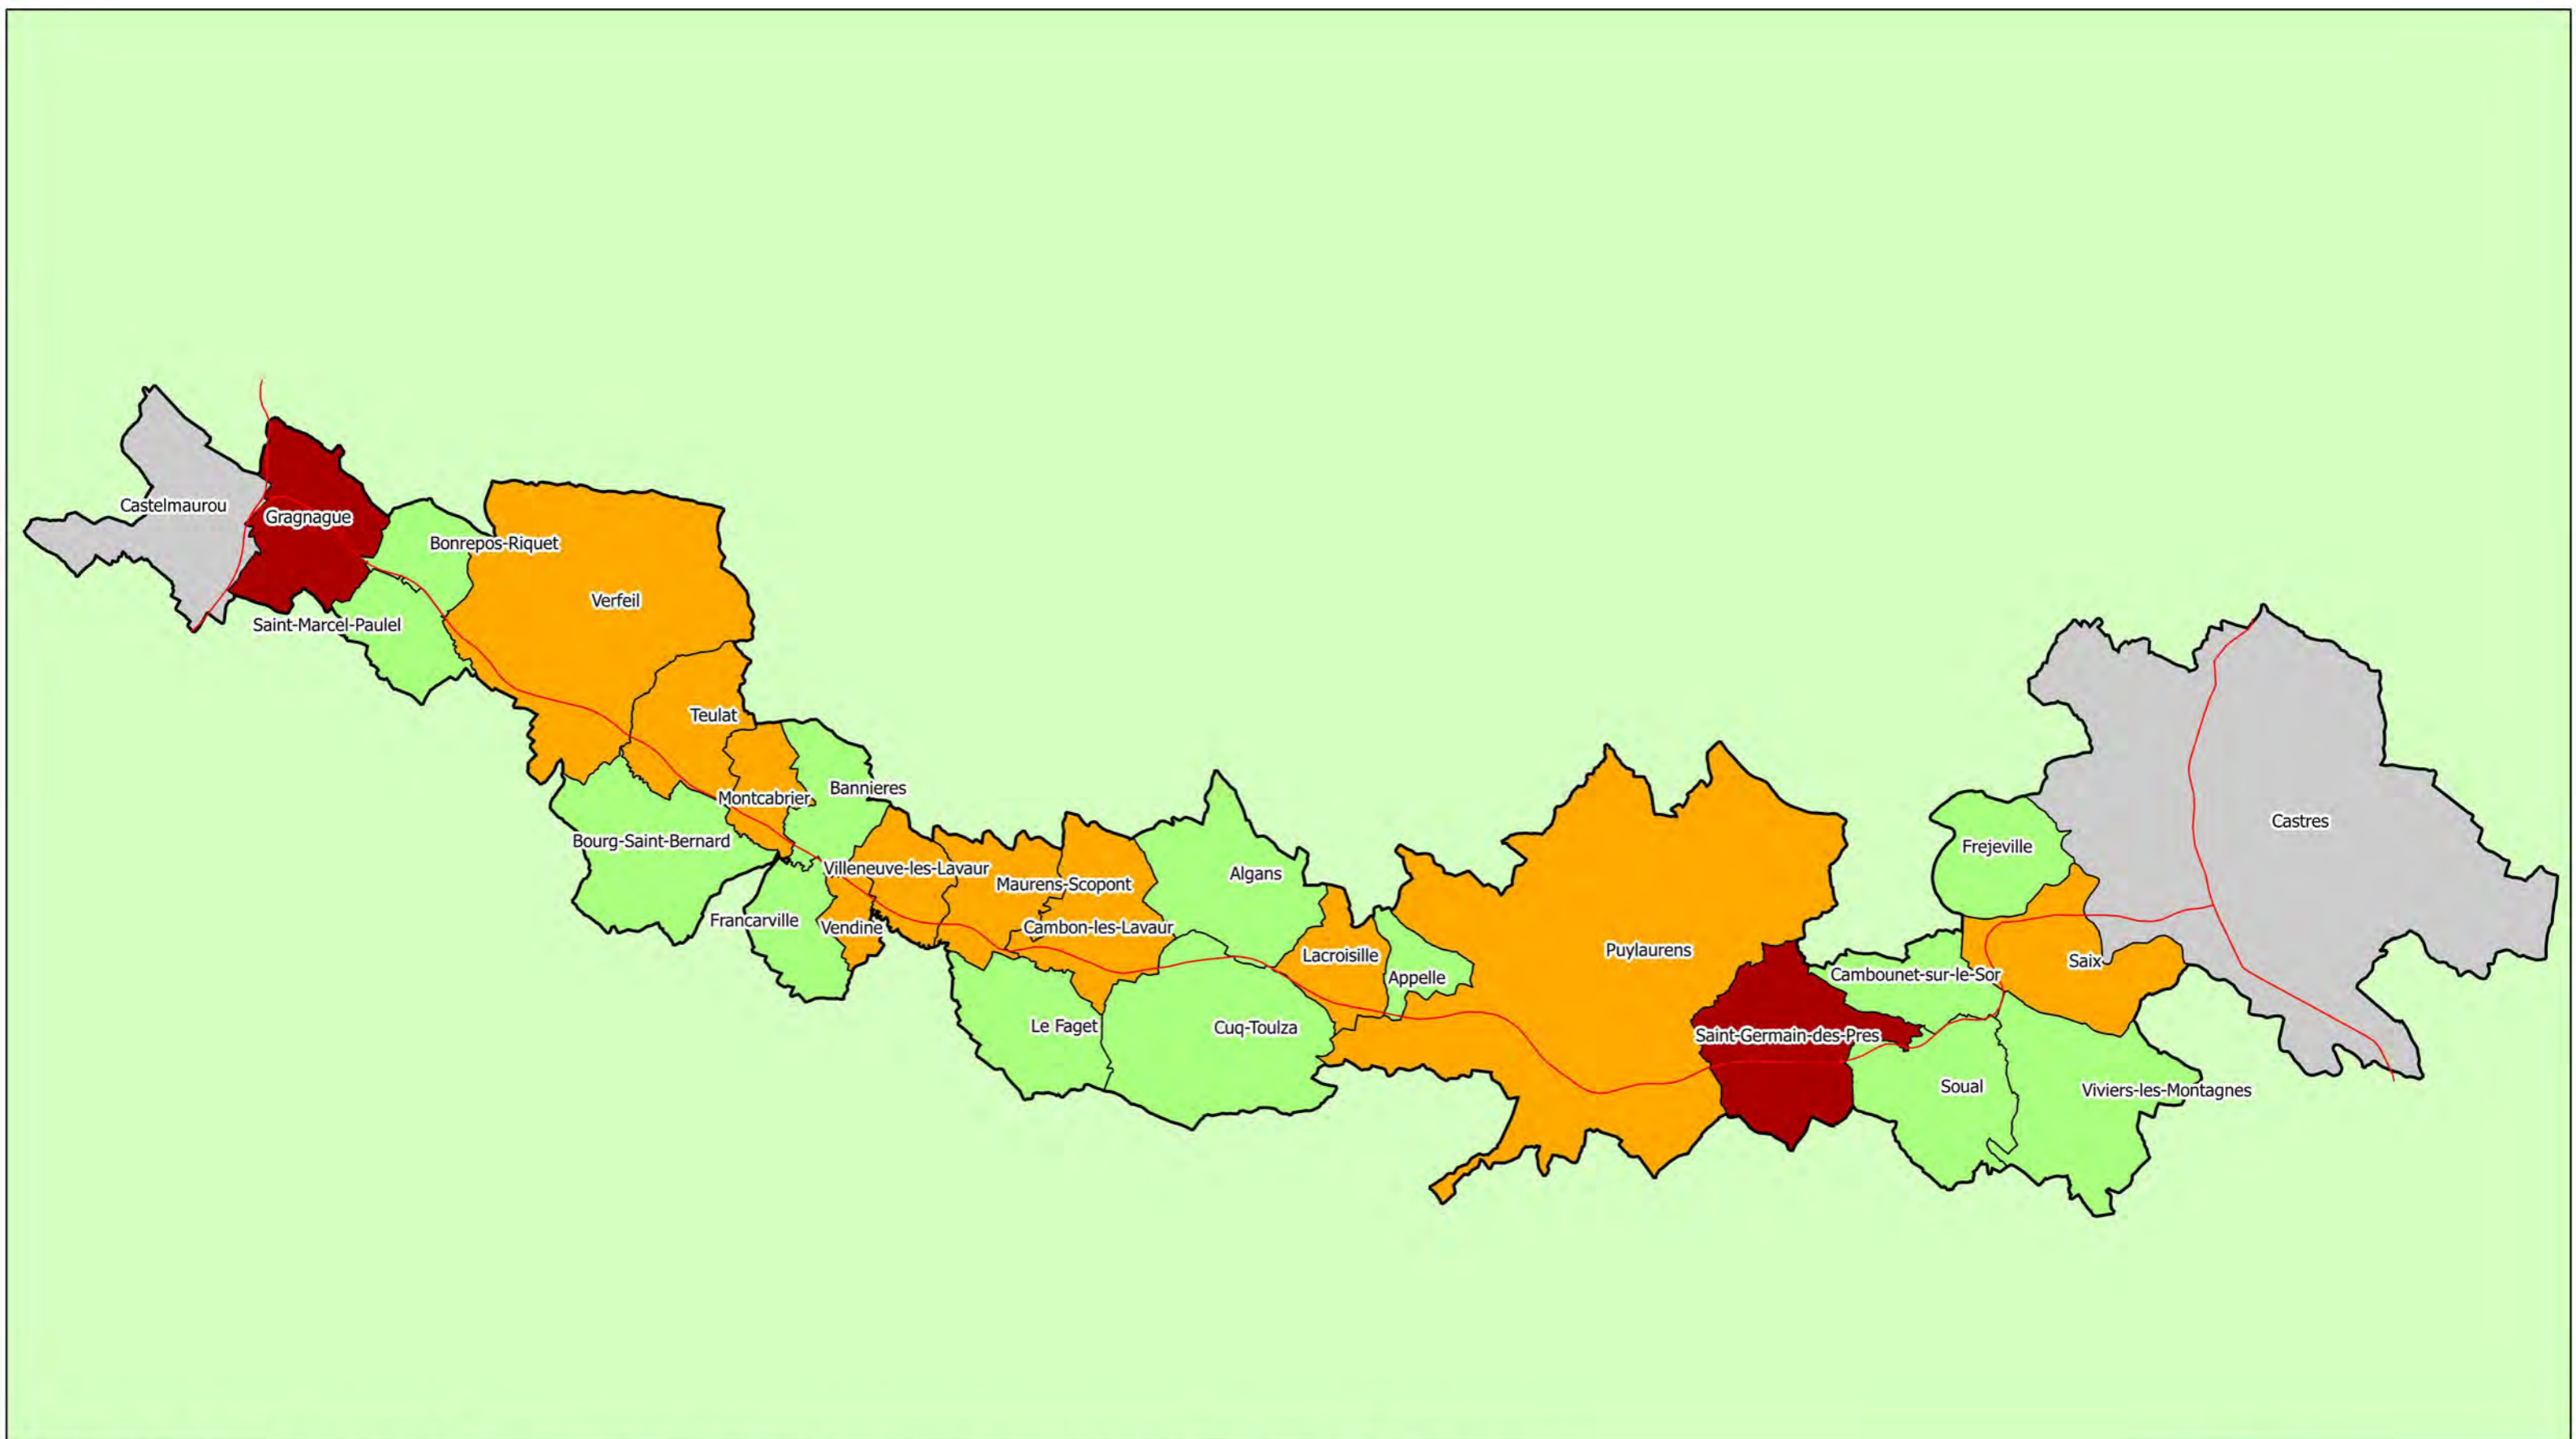 Castelmaurou
Gragnague
Bonrepos-Riquet
Verfeil
Saint-Marcel-Paulel
Teulat
Bannieres
Montcabrier
Castres
Bourg-Saint-Bernard
Frejeville
Villeneuve-les-Lavaur
Algans
Maurens-Scopont
Francarville
Vendine
Cambon-les-Lavaur
Puylaurens
Lacroisille
Saix
Cambounet-sur-le-Sor
Appelle
Le Faget
Cuq-Toulza
Saint-Germain-des-Pres
Soual
Viviers-les-Montagnes